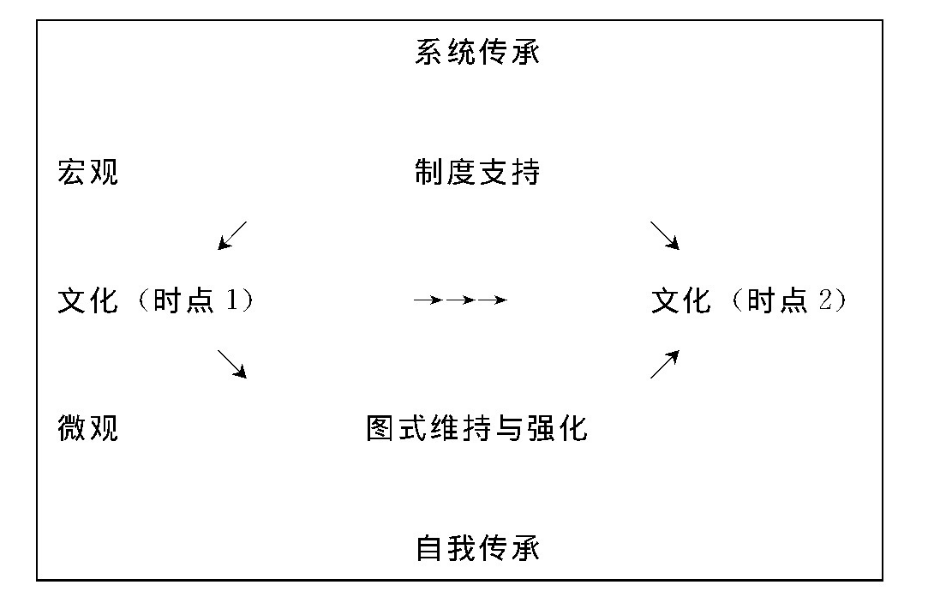 系统传承
宏观 制度支持
文化（时点 1） 文化（时点 2）
微观 图式维持与强化
自我传承